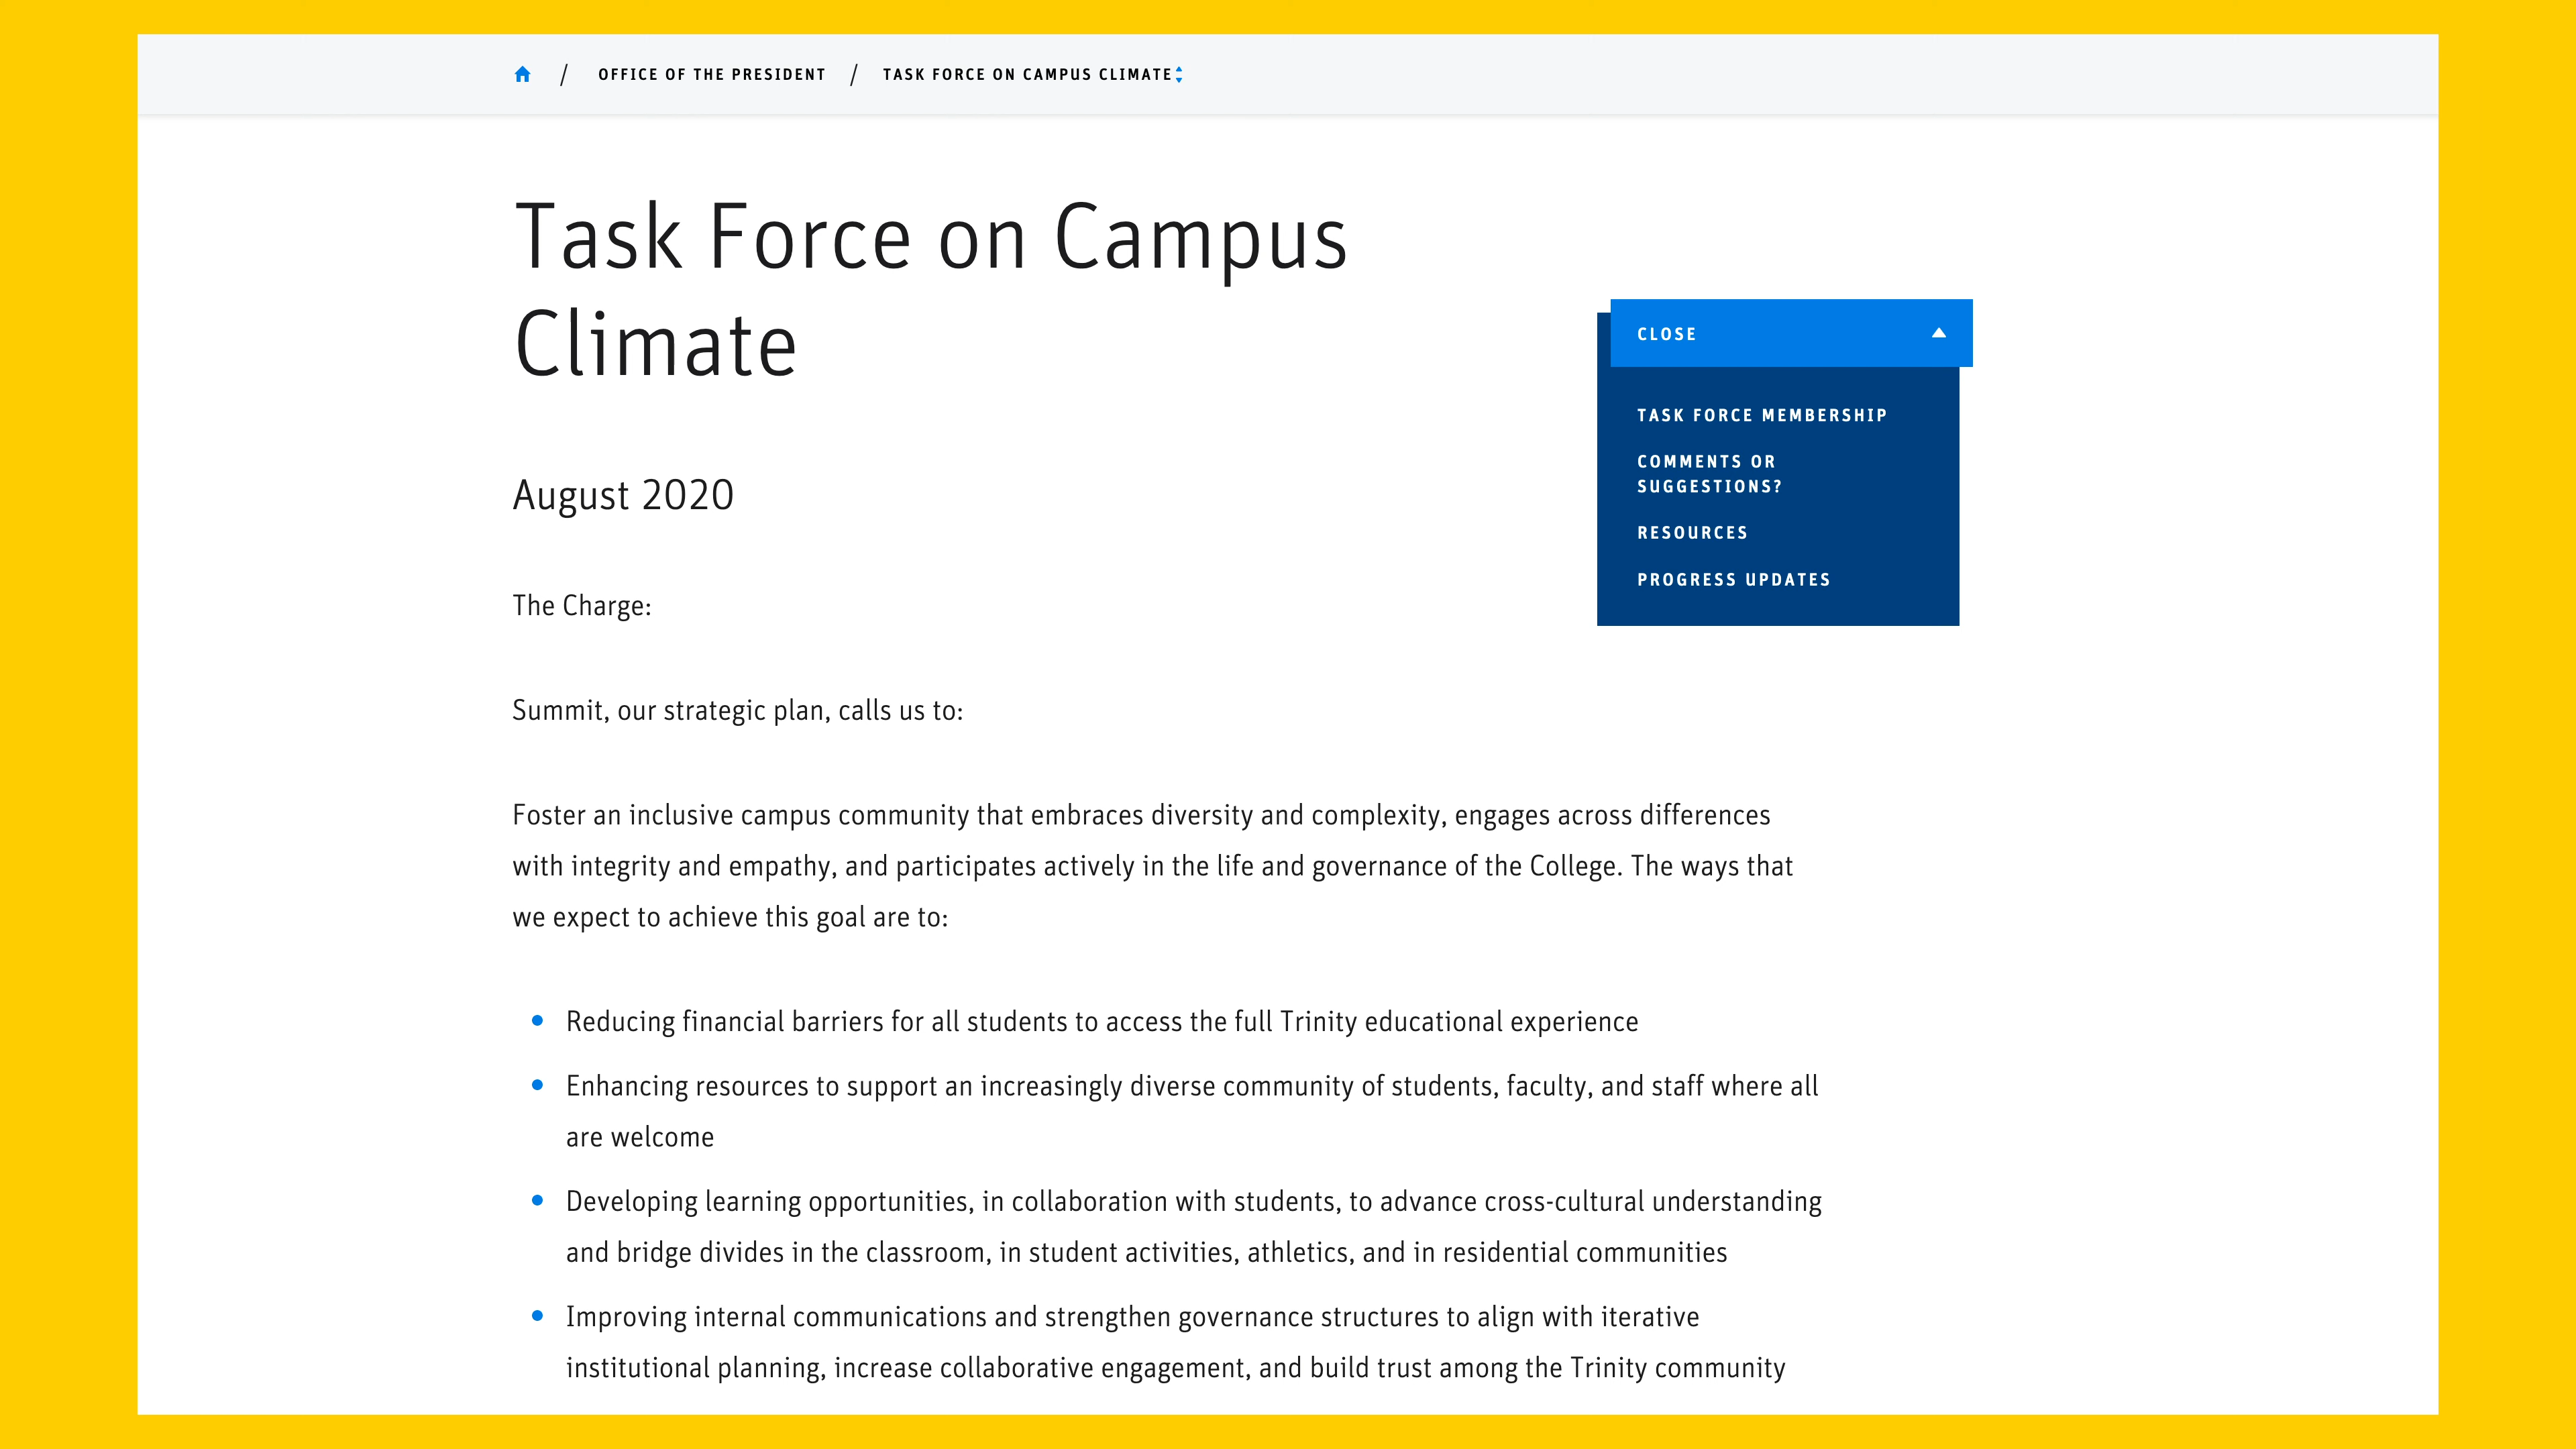 / OFFICE OF THE PRESIDENT / TASK FORCE ON CAMPUS CLIMATE
Task Force on Campus
Climate
CLOSE
TASK FORCE MEMBERSHIP
COMMENTS OR
SUGGESTIONS?
RESOURCES
PROGRESS UPDATES
August 2020
The Charge:
Summit, our strategic plan, calls us to:
Foster an inclusive campus community that embraces diversity and complexity, engages across differences
with integrity and empathy, and participates actively in the life and governance of the College. The ways that
we expect to achieve this goal are to:
• Reducing financial barriers for all students to access the full Trinity educational experience
• Enhancing resources to support an increasingly diverse community of students, faculty, and staff where all
are welcome
• Developing learning opportunities, in collaboration with students, to advance cross-cultural understanding
and bridge divides in the classroom, in student activities, athletics, and in residential communities
• Improving internal communications and strengthen governance structures to align with iterative
institutional planning, increase collaborative engagement, and build trust among the Trinity community